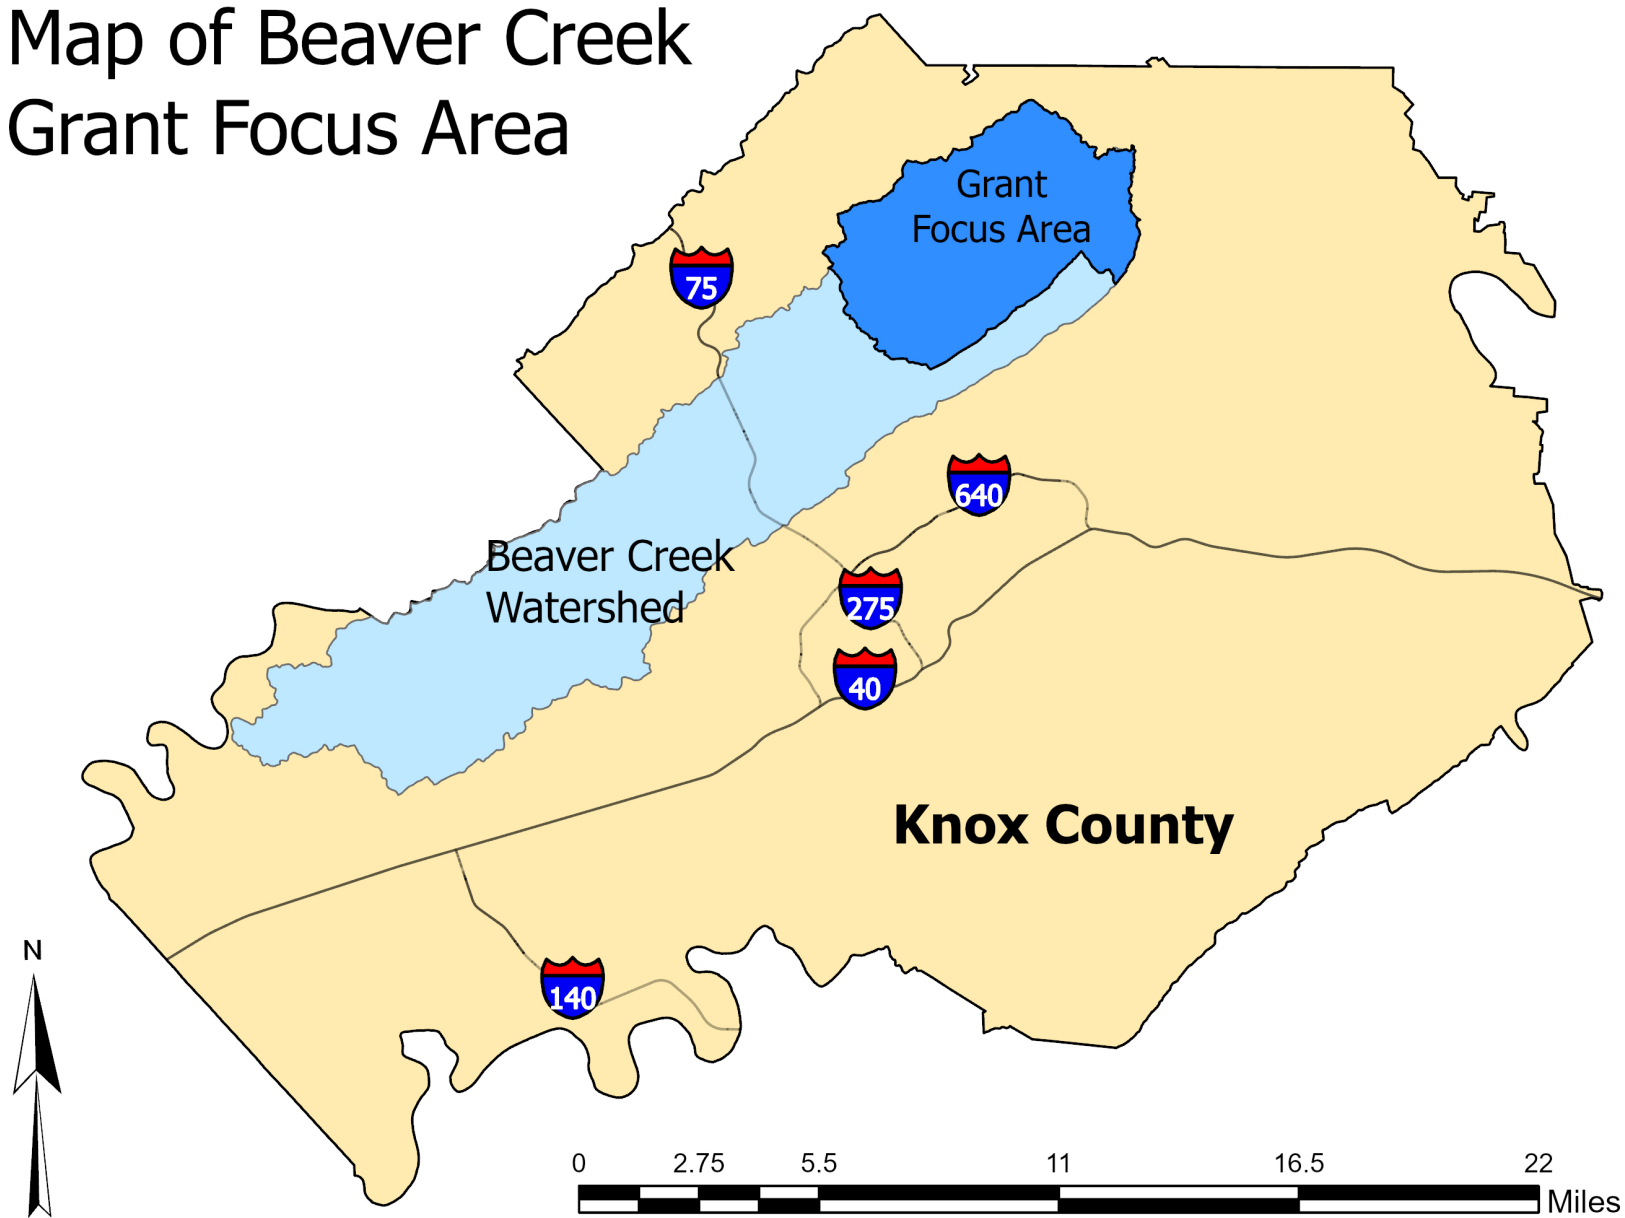 Map of Beaver Creek
Grant Focus Area
Grant
Focus Area
75
640
Beaver Creek
Watershed
275
40
Knox County
N
140
0 2.75 5.5 11 16.5 22
Miles